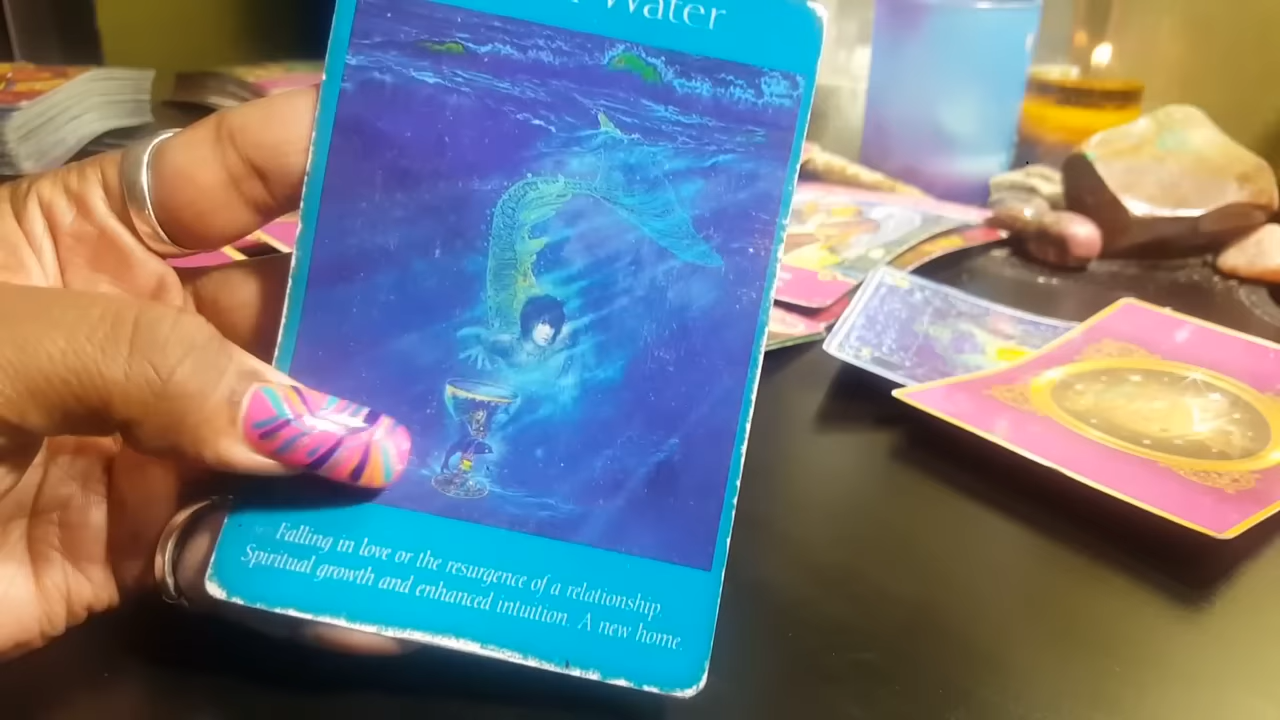 Water
Falling in love or the resurgence of a relationship.
Spiritual growth and enhanced intuition. A new home.